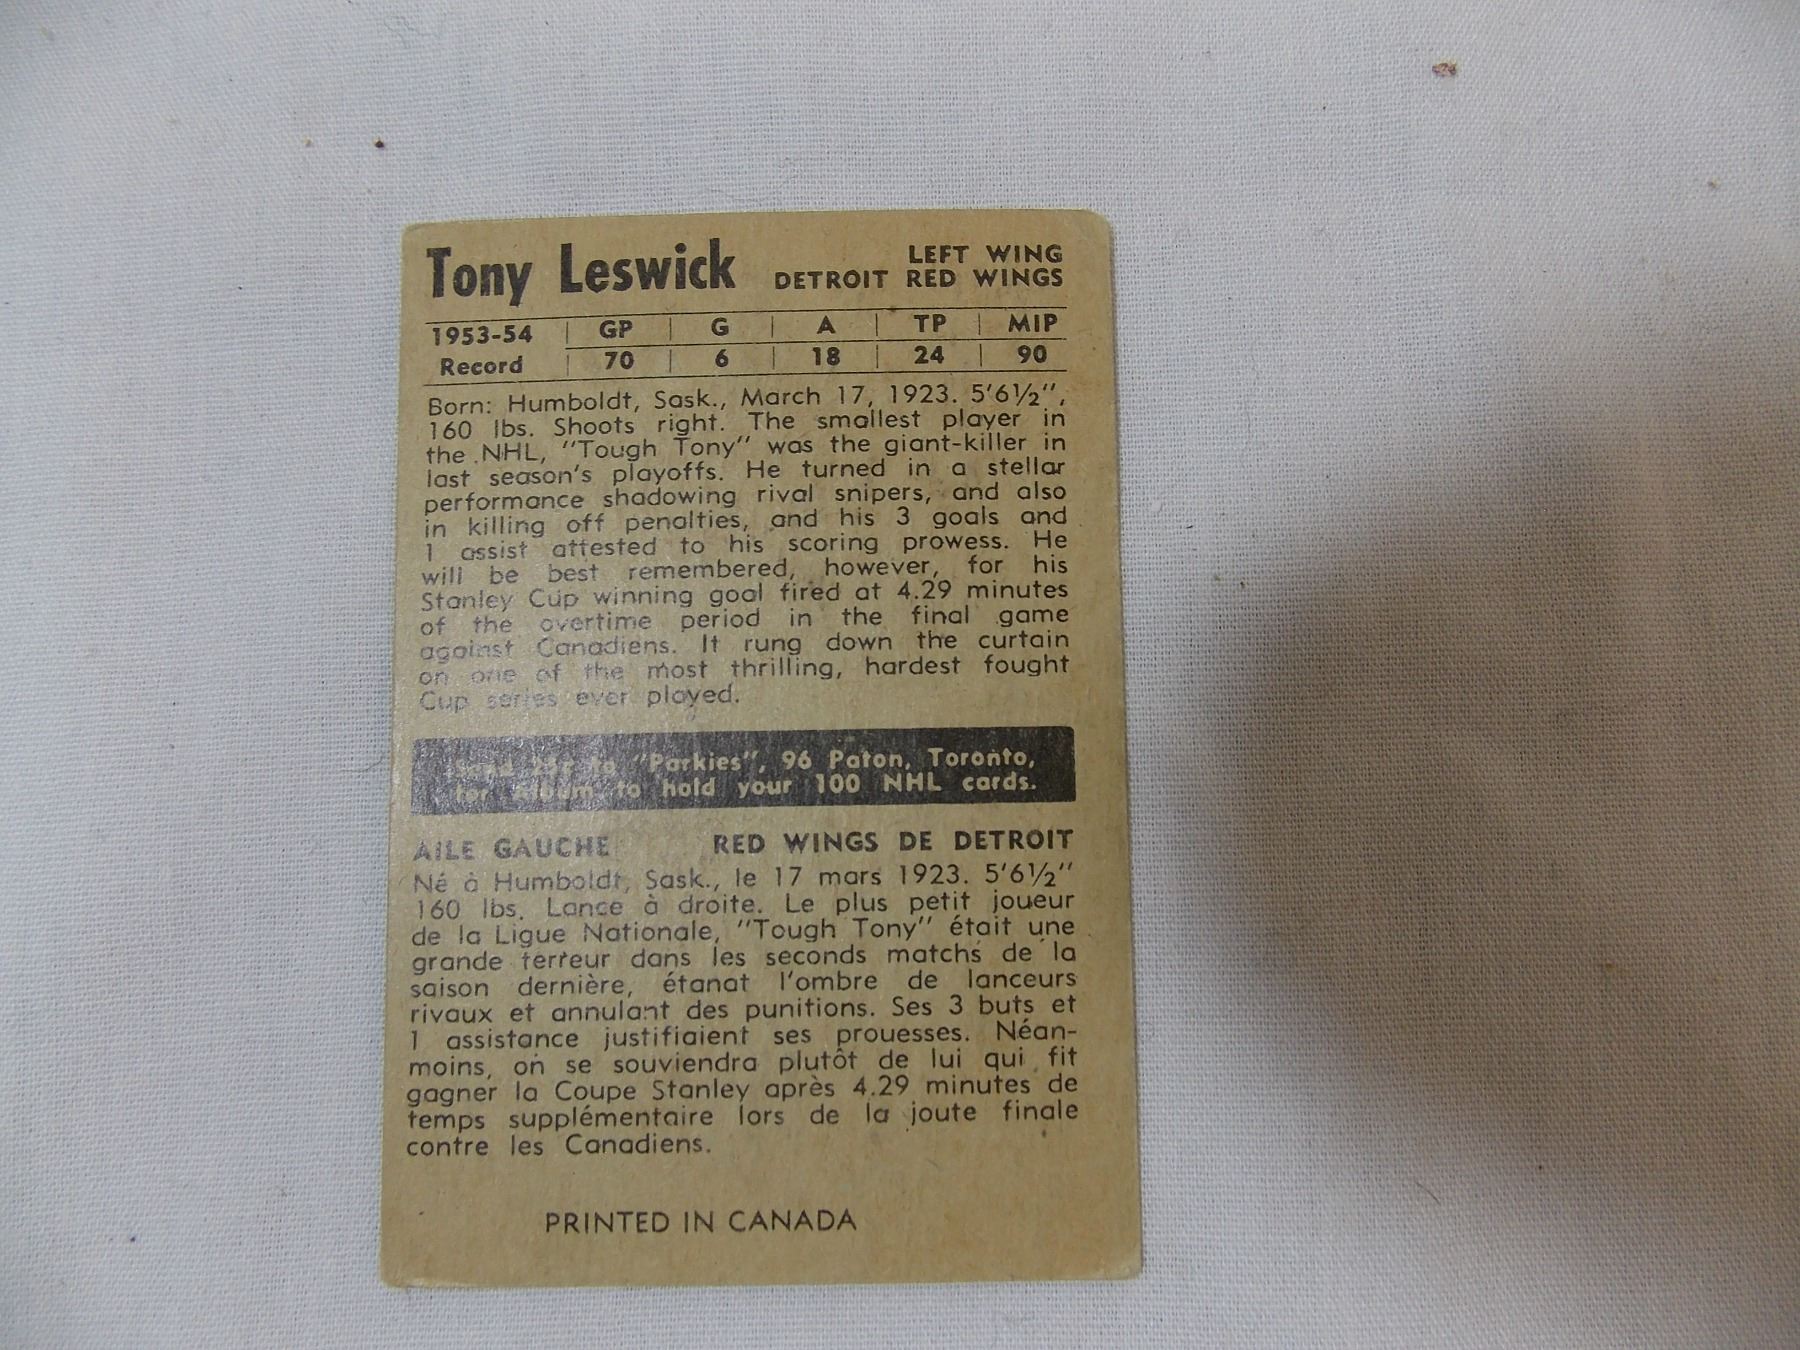 Tony Leswick
LEFT WING
DETROIT RED WINGS
1953-54 | GP | G | A | TP | MIP
Record | 70 | 6 | 18 | 24 | 90
Born: Humboldt, Sask., March 17, 1923. 5'6½",
160 lbs. Shoots right. The smallest player in
the NHL, "Tough Tony" was the giant-killer in
last season's playoffs. He turned in a stellar
performance shadowing rival snipers, and also
in killing off penalties, and his 3 goals and
1 assist attested to his scoring prowess. He
will be best remembered, however, for his
Stanley Cup winning goal fired at 4.29 minutes
of the overtime period in the final game
against Canadiens. It rung down the curtain
on one of the most thrilling, hardest fought
Cup series ever played.
Send to "Parkies", 96 Paton, Toronto,
for Album to hold your 100 NHL cards.
AILE GAUCHE RED WINGS DE DETROIT
Né à Humboldt, Sask., le 17 mars 1923. 5'6½"
160 lbs. Lance à droite. Le plus petit joueur
de la Ligue Nationale, "Tough Tony" était une
grande terreur dans les seconds matchs de la
saison dernière, étanat l'ombre de lanceurs
rivaux et annulant des punitions. Ses 3 buts et
1 assistance justifiaient ses prouesses. Néan-
moins, on se souviendra plutôt de lui qui fit
gagner la Coupe Stanley après 4.29 minutes de
temps supplémentaire lors de la joute finale
contre les Canadiens.
PRINTED IN CANADA